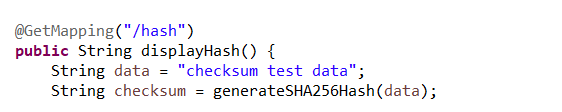 @GetMapping("/hash")
public String displayHash() {
String data = "checksum test data";
String checksum = generateSHA256Hash(data);